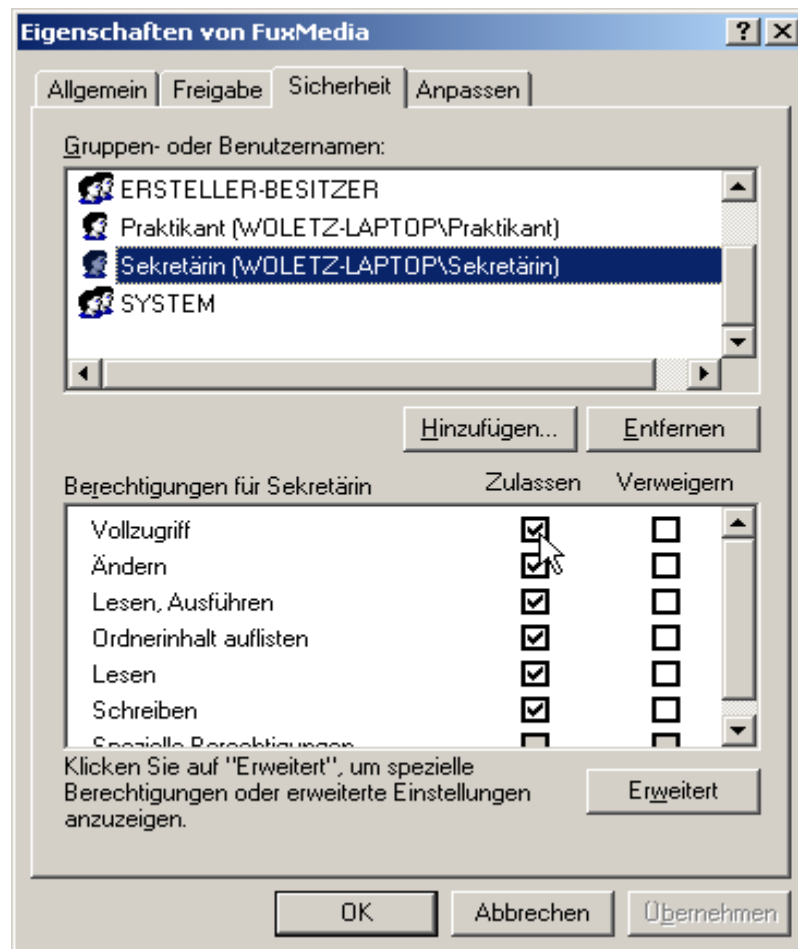 Eigenschaften von FuxMedia
Allgemein Freigabe Sicherheit Anpassen
Gruppen- oder Benutzernamen:
ERSTELLER-BESITZER
Praktikant (WOLETZ-LAPTOP\Praktikant)
Sekretärin (WOLETZ-LAPTOP\Sekretärin)
SYSTEM
Hinzufügen... Entfernen
Berechtigungen für Sekretärin Zulassen Verweigern
Vollzugriff
Ändern
Lesen, Ausführen
Ordnerinhalt auflisten
Lesen
Schreiben
Spezielle Berechtigungen
Klicken Sie auf "Erweitert", um spezielle
Berechtigungen oder erweiterte Einstellungen
anzuzeigen.
Erweitert
OK Abbrechen Übernehmen